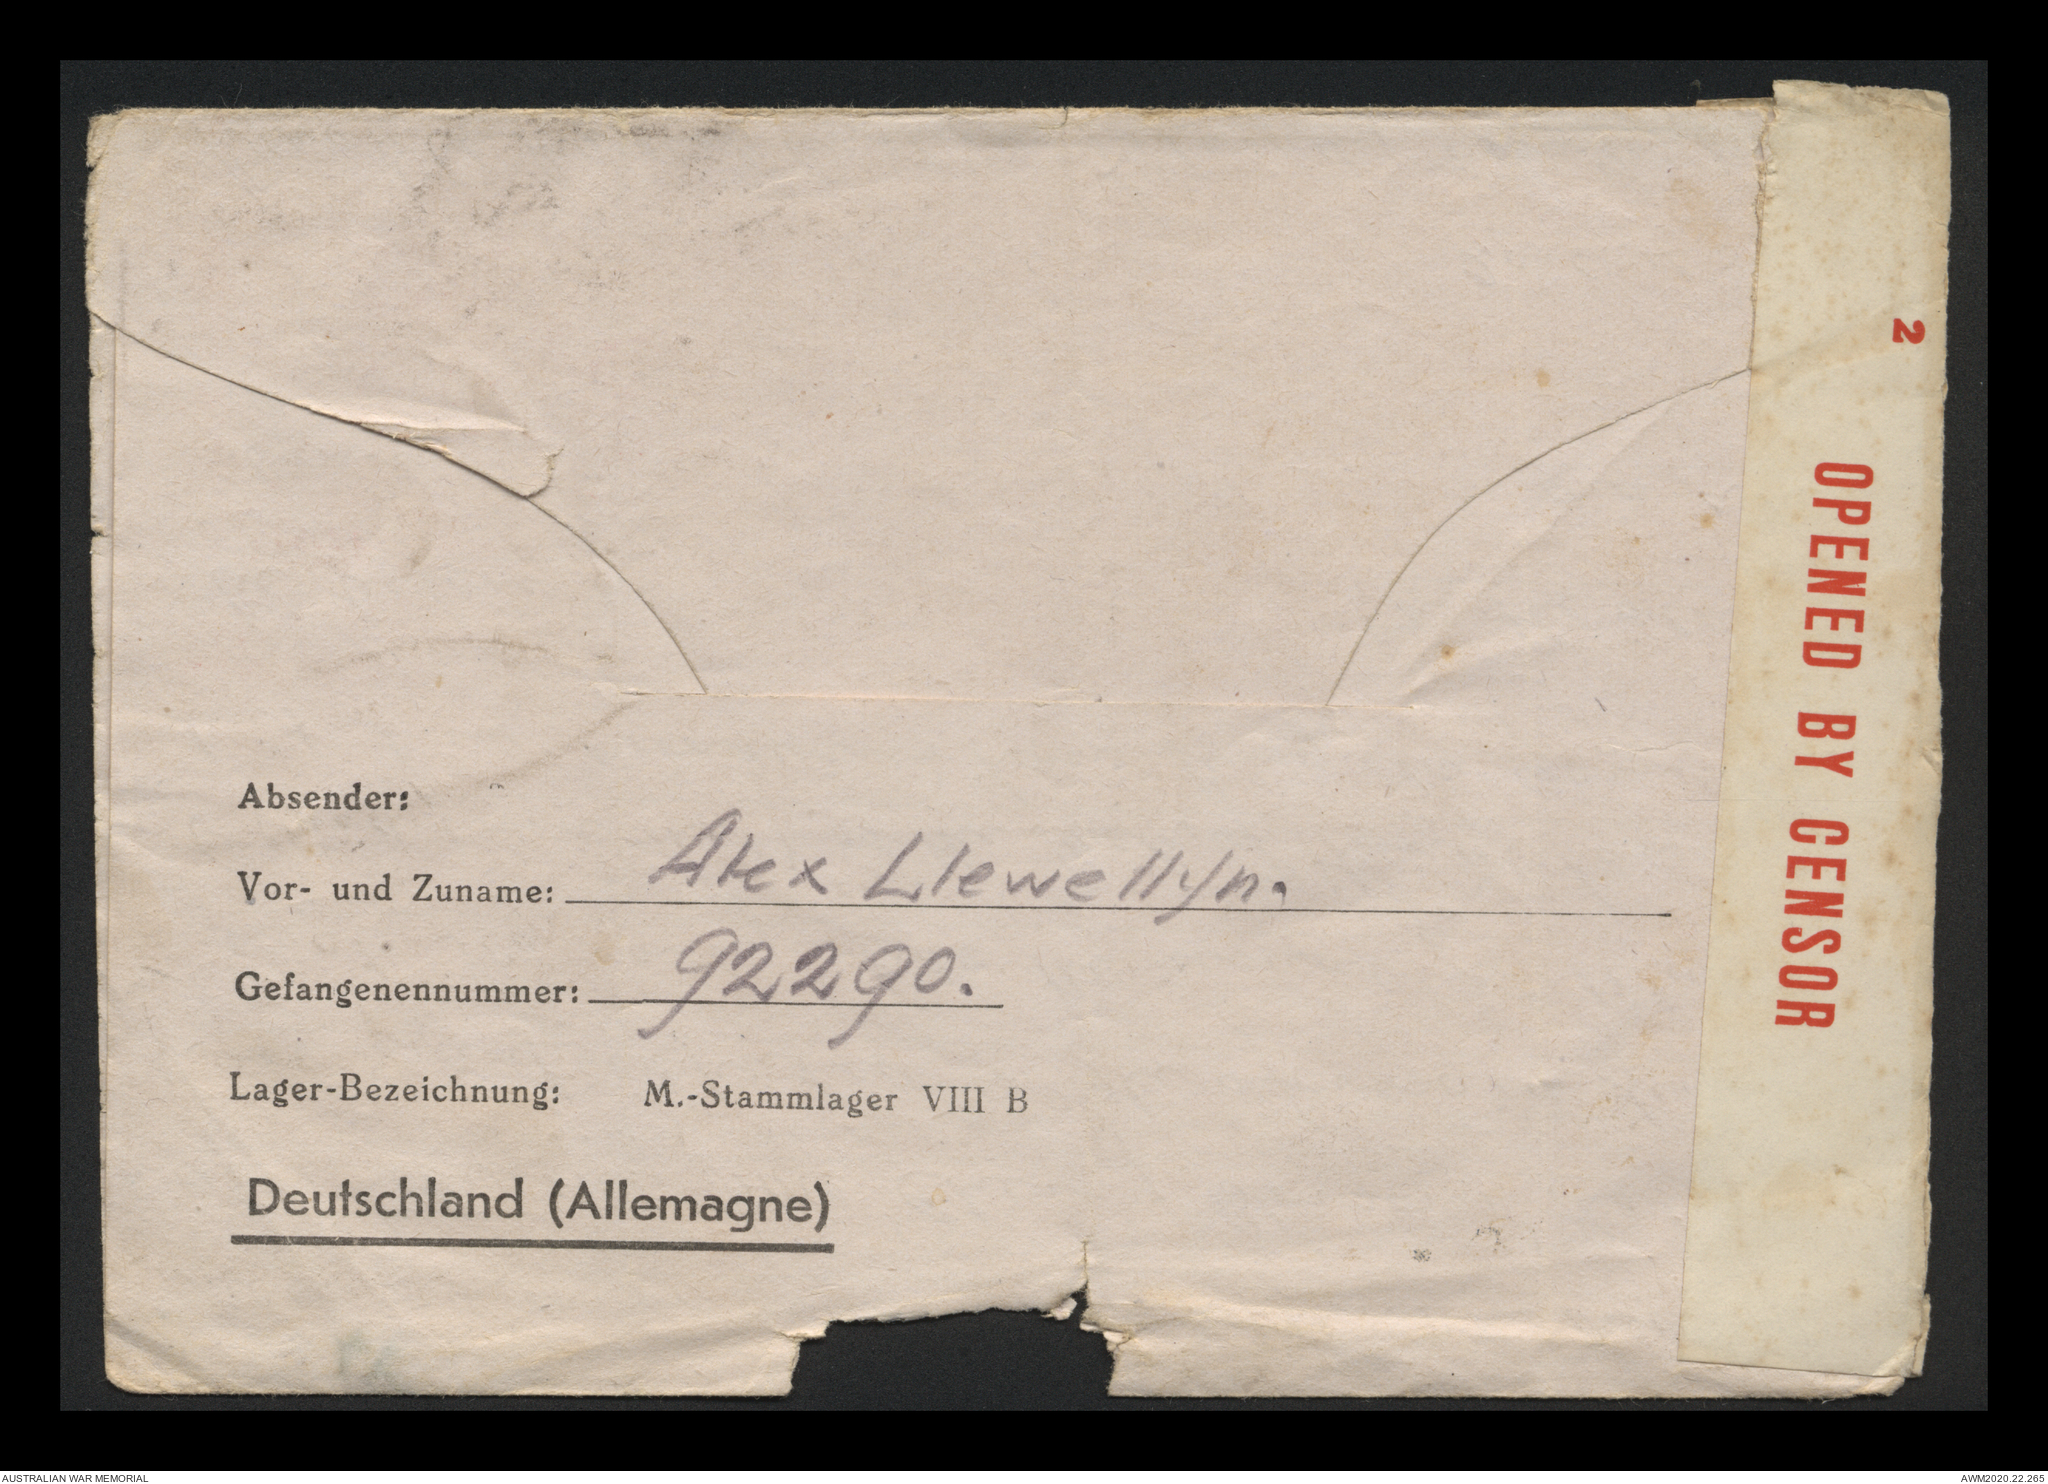 Absender:
Vor- und Zuname: Alex Llewellyn.
Gefangenennummer: 92290.
Lager-Bezeichnung: M.-Stammlager VIII B
Deutschland (Allemagne)
2
OPENED BY CENSOR
AUSTRALIAN WAR MEMORIAL
AWM2020.22.265